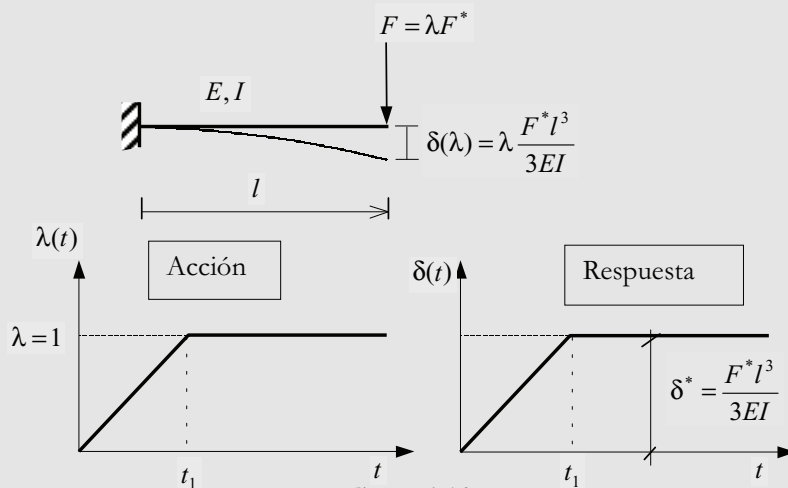 F = λF*
E, I
δ(λ) = λ F*l³ / 3EI
l
λ(t)
Acción
λ = 1
t₁
t
δ(t)
Respuesta
δ* = F*l³ / 3EI
t₁
t